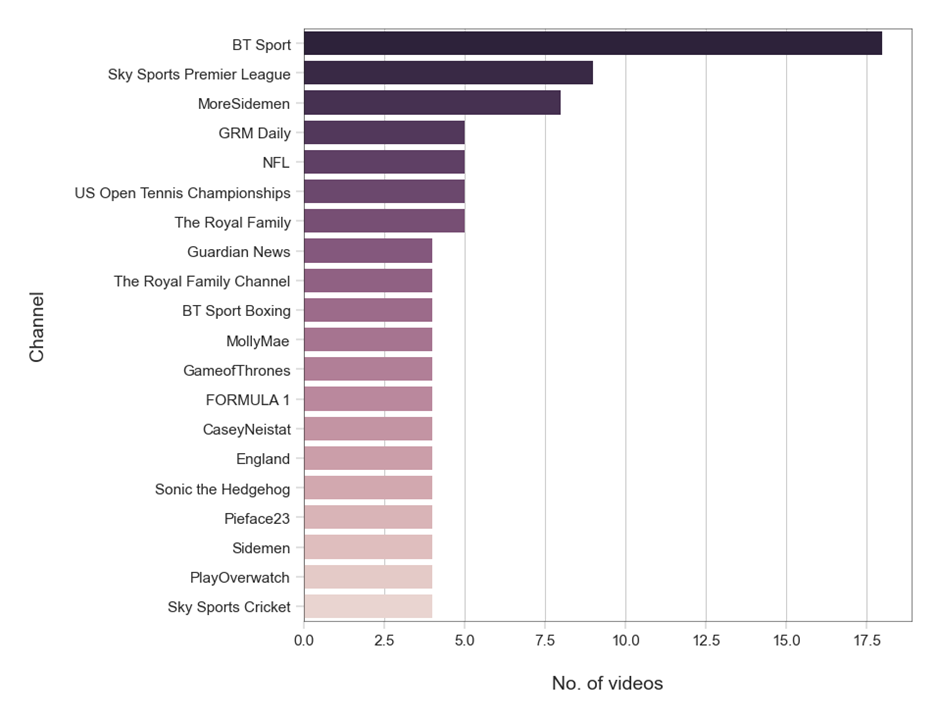 BT Sport
Sky Sports Premier League
MoreSidemen
GRM Daily
NFL
US Open Tennis Championships
The Royal Family
Guardian News
The Royal Family Channel
BT Sport Boxing
MollyMae
GameofThrones
FORMULA 1
CaseyNeistat
England
Sonic the Hedgehog
Pieface23
Sidemen
PlayOverwatch
Sky Sports Cricket
Channel
0.0 2.5 5.0 7.5 10.0 12.5 15.0 17.5
No. of videos